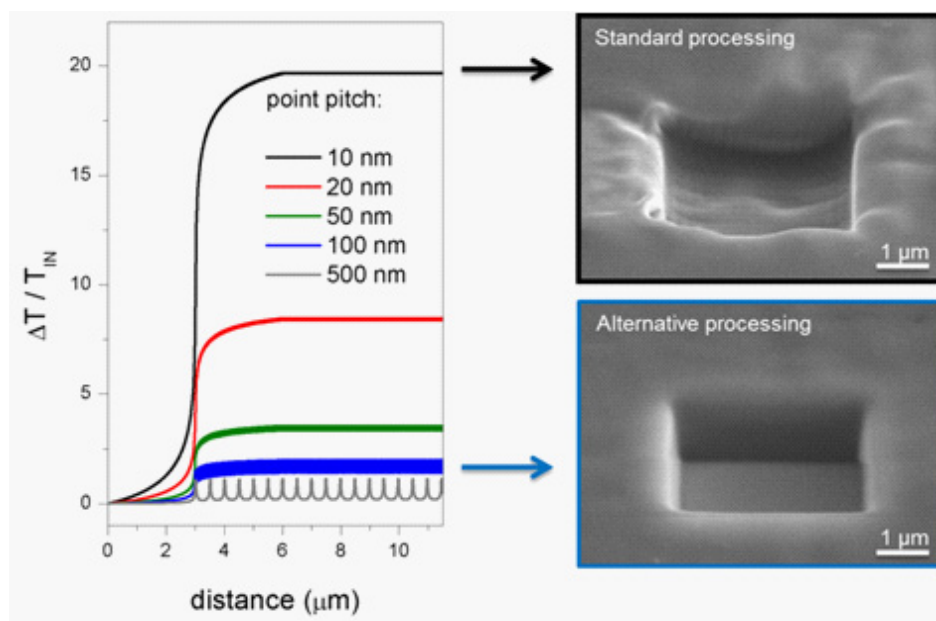 20
15
10
5
0
ΔT / T_IN
0 2 4 6 8 10
distance (μm)
point pitch:
10 nm
20 nm
50 nm
100 nm
500 nm
Standard processing
1 μm
Alternative processing
1 μm